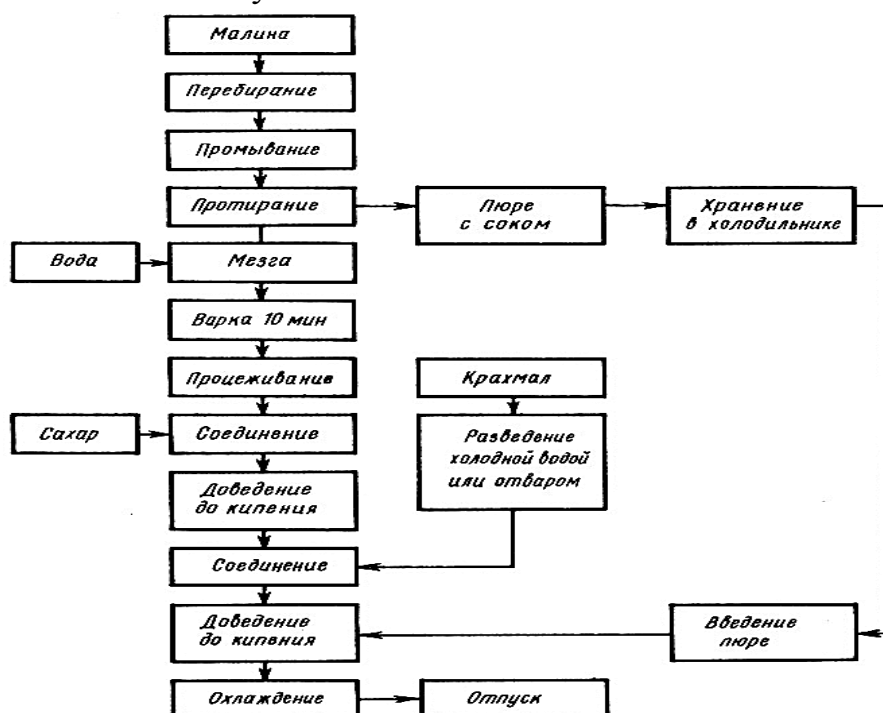 Малина
Перебирание
Промывание
Протирание
Пюре
с соком
Хранение
в холодильнике
Вода
Мезга
Варка 10 мин
Процеживание
Крахмал
Сахар
Соединение
Разведение
холодной водой
или отваром
Доведение
до кипения
Соединение
Доведение
до кипения
Введение
пюре
Охлаждение
Отпуск